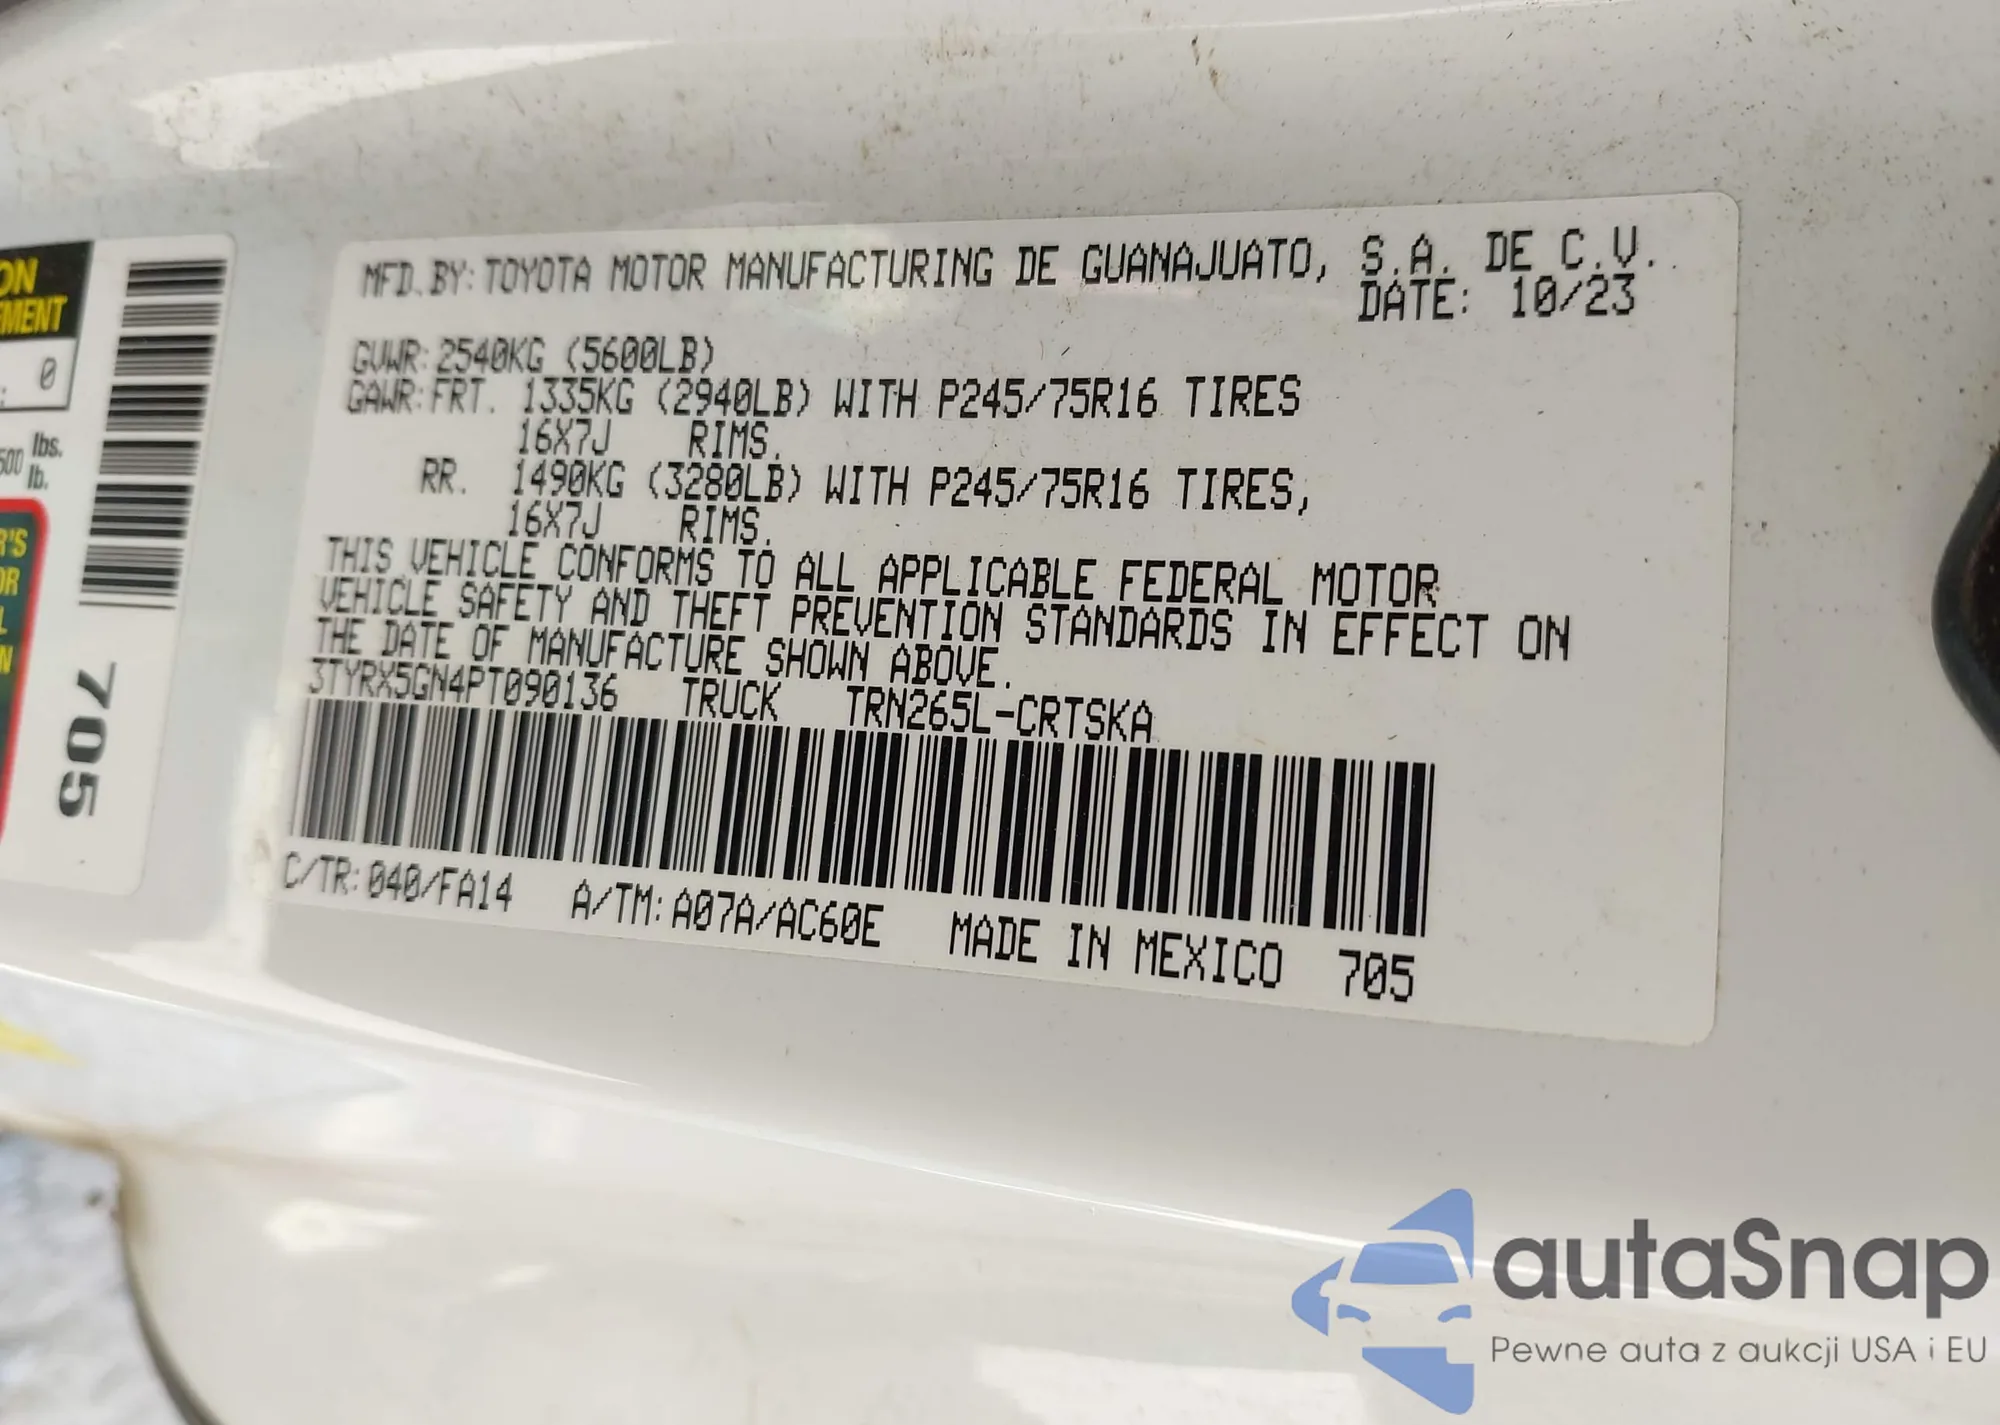 MFD. BY: TOYOTA MOTOR MANUFACTURING DE GUANAJUATO, S.A. DE C.V.
DATE: 10/23
GVWR: 2540KG (5600LB)
GAWR: FRT. 1335KG (2940LB) WITH P245/75R16 TIRES
16X7J RIMS.
RR. 1490KG (3280LB) WITH P245/75R16 TIRES,
16X7J RIMS.
THIS VEHICLE CONFORMS TO ALL APPLICABLE FEDERAL MOTOR
VEHICLE SAFETY AND THEFT PREVENTION STANDARDS IN EFFECT ON
THE DATE OF MANUFACTURE SHOWN ABOVE.
3TYRX5GN4PT090136 TRUCK TRN265L-CRTSKA
C/TR: 040/FA14 A/TM: A07A/AC60E MADE IN MEXICO 705
0
lbs.
lb.
705
autaSnap
Pewne auta z aukcji USA i EU